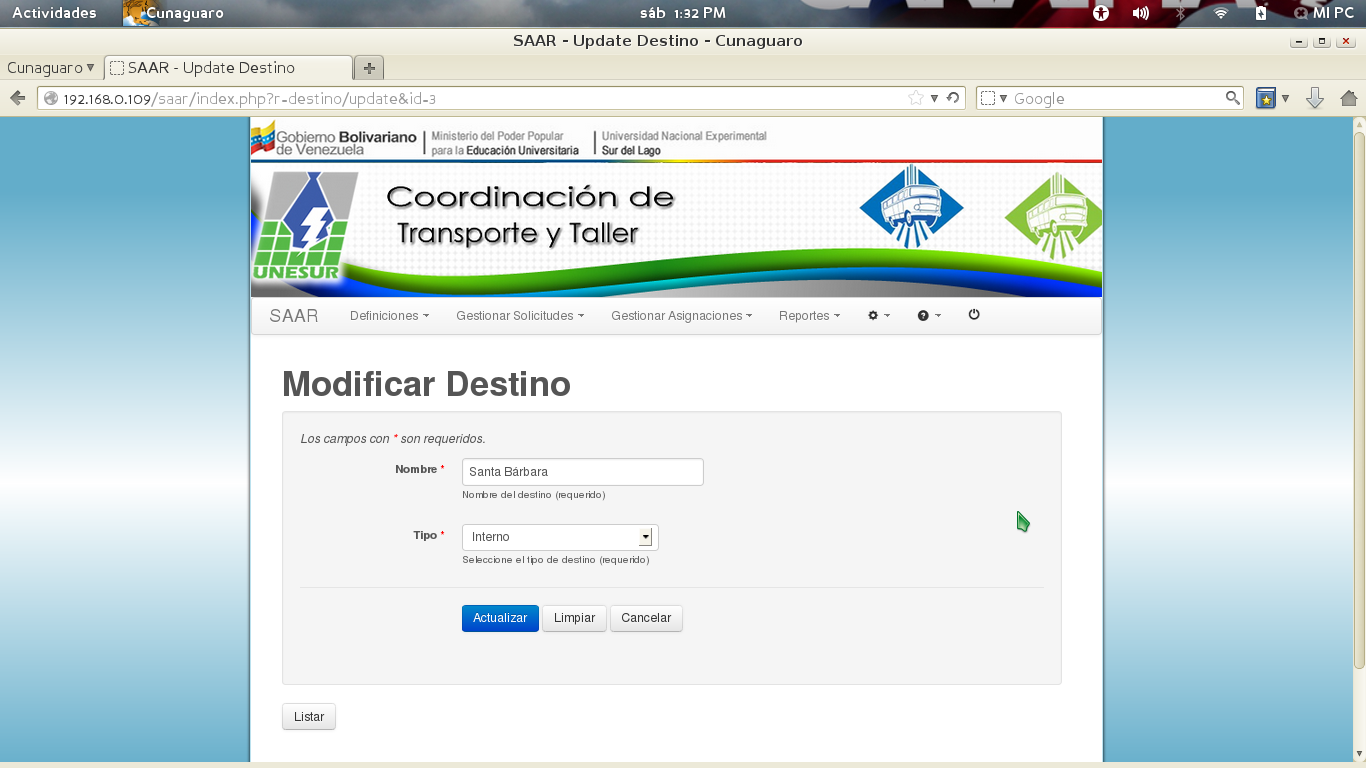 Actividades Cunaguaro sáb 1:32 PM MI PC
SAAR - Update Destino - Cunaguaro
Cunaguaro SAAR - Update Destino
192.168.0.109/saar/index.php?r-destino/update&id-3 Google
Gobierno Bolivariano Ministerio del Poder Popular Universidad Nacional Experimental
de Venezuela para la Educación Universitaria Sur del Lago
Coordinación de
Transporte y Taller
UNESUR
SAAR Definiciones Gestionar Solicitudes Gestionar Asignaciones Reportes
Modificar Destino
Los campos con * son requeridos.
Nombre * Santa Bárbara
Nombre del destino (requerido)
Tipo * Interno
Seleccione el tipo de destino (requerido)
Actualizar Limpiar Cancelar
Listar